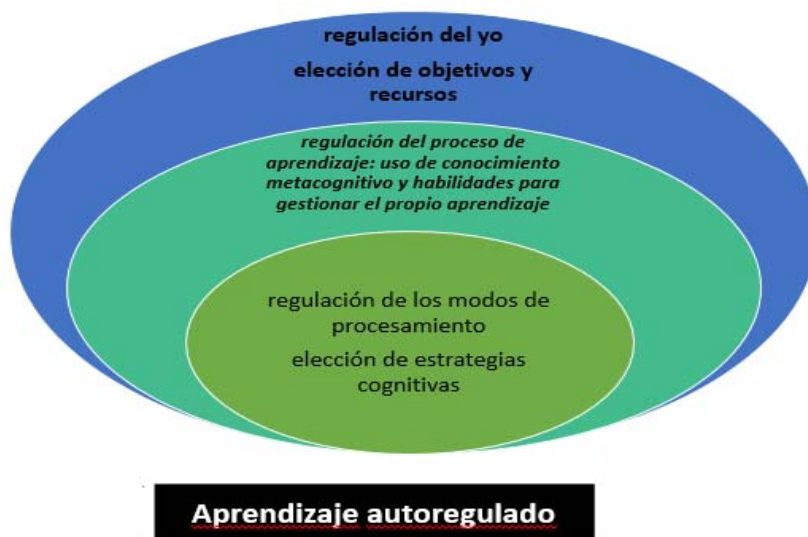 regulación del yo
elección de objetivos y
recursos
regulación del proceso de
aprendizaje: uso de conocimiento
metacognitivo y habilidades para
gestionar el propio aprendizaje
regulación de los modos de
procesamiento
elección de estrategias
cognitivas
Aprendizaje autoregulado